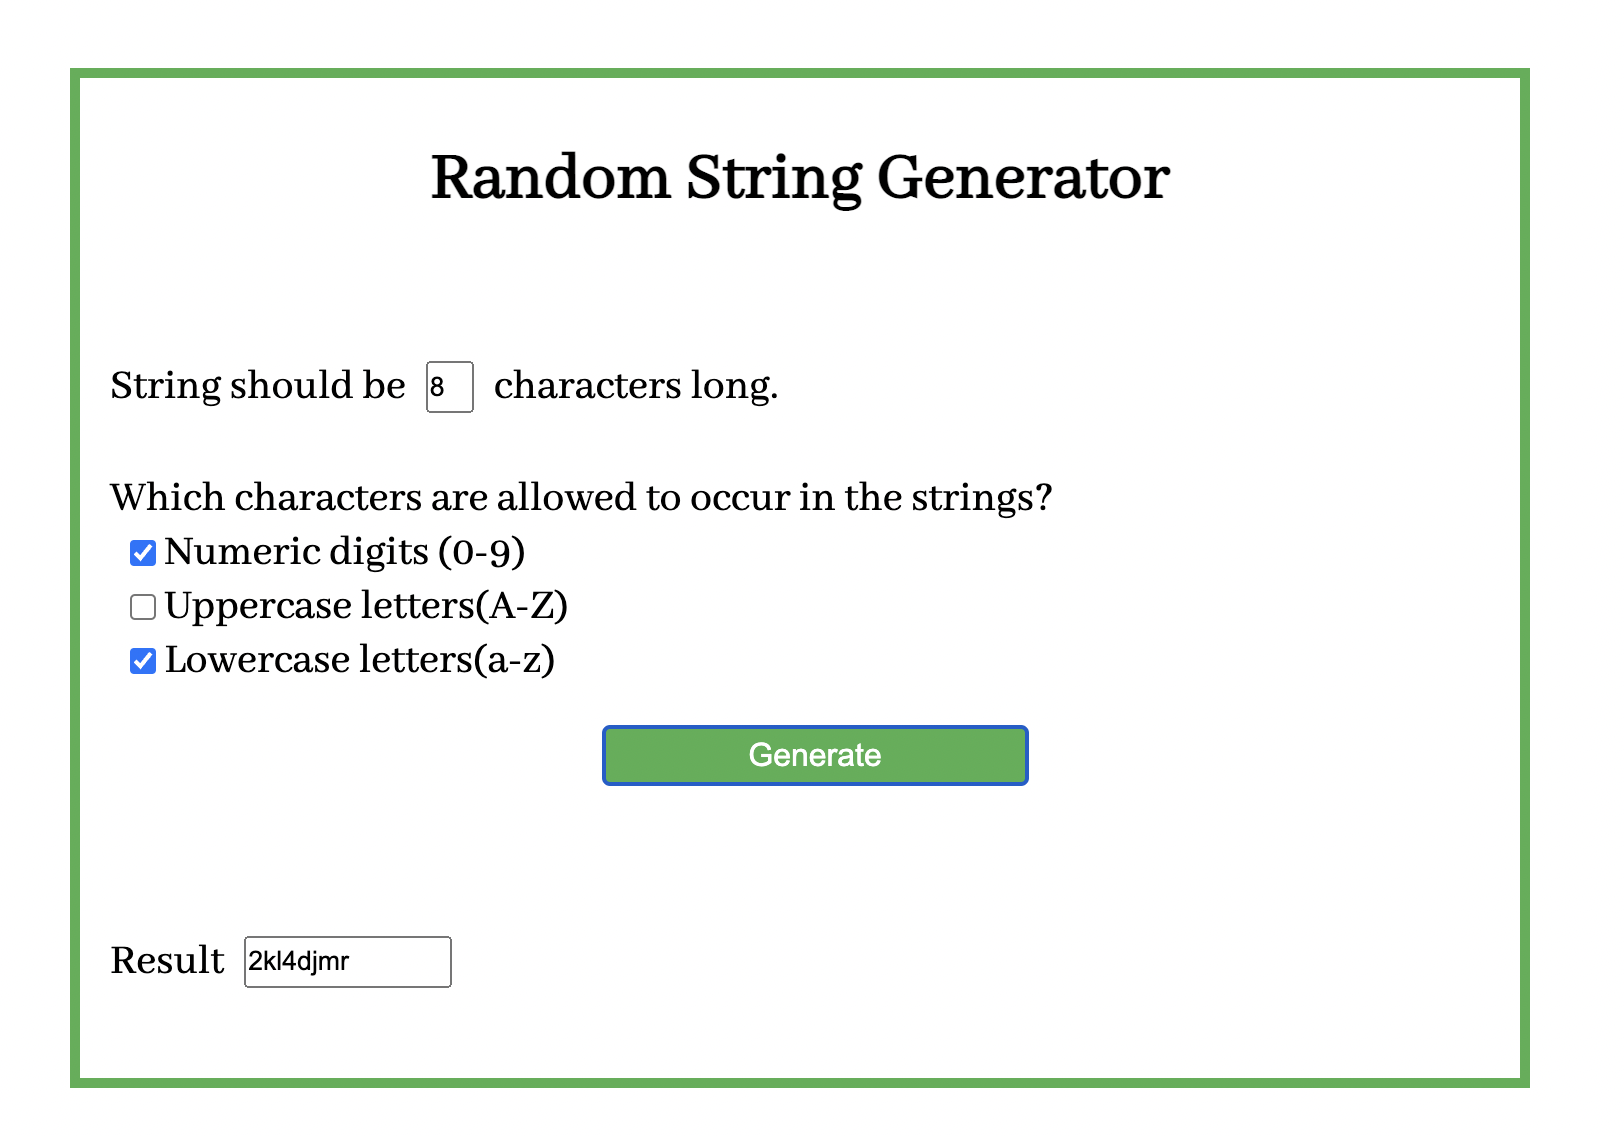 Random String Generator
String should be 8 characters long.
Which characters are allowed to occur in the strings?
Numeric digits (0-9)
Uppercase letters(A-Z)
Lowercase letters(a-z)
Generate
Result 2kl4djmr